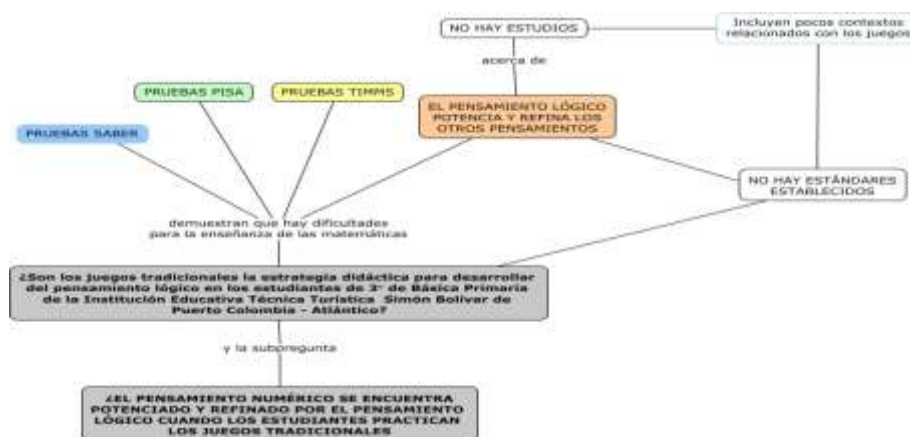 NO HAY ESTUDIOS
Incluyen pocos contextos
relacionados con los juegos
acerca de
PRUEBAS PISA
PRUEBAS TIMMS
EL PENSAMIENTO LÓGICO
POTENCIA Y REFINA LOS
OTROS PENSAMIENTOS
PRUEBAS SABER
NO HAY ESTÁNDARES
ESTABLECIDOS
demuestran que hay dificultades
para la enseñanza de las matemáticas
¿Son los juegos tradicionales la estrategia didáctica para desarrollar
del pensamiento lógico en los estudiantes de 3° de Básica Primaria
de la Institución Educativa Técnica Turística Simón Bolívar de
Puerto Colombia - Atlántico?
y la subpregunta
¿EL PENSAMIENTO NUMÉRICO SE ENCUENTRA
POTENCIADO Y REFINADO POR EL PENSAMIENTO
LÓGICO CUANDO LOS ESTUDIANTES PRACTICAN
LOS JUEGOS TRADICIONALES